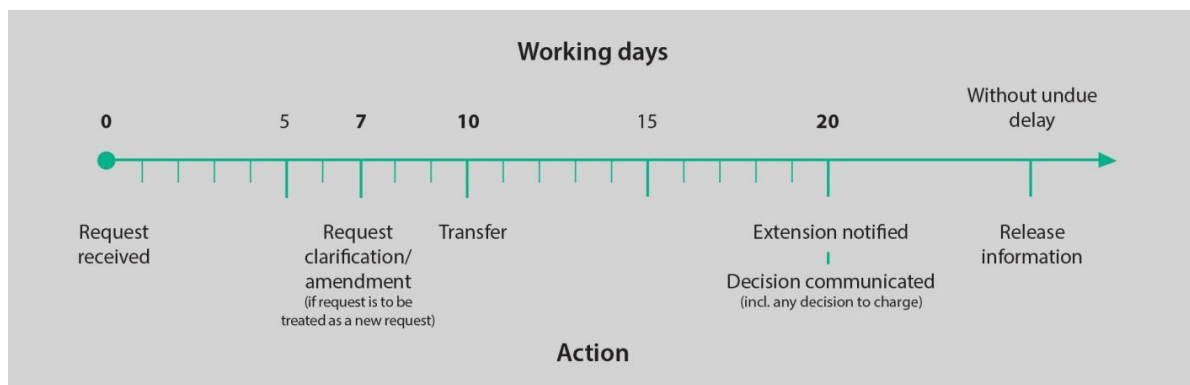 Working days
Without undue
delay
0 5 7 10 15 20
Request
received
Request
clarification/
amendment
(if request is to be
treated as a new request)
Transfer
Extension notified
Decision communicated
(incl. any decision to charge)
Release
information
Action